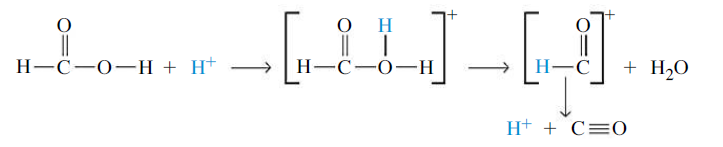 O O H + O +
H—C—O—H + H⁺ ⟶ [H—C—O—H] ⟶ [H—C] + H₂O
H⁺ + C≡O